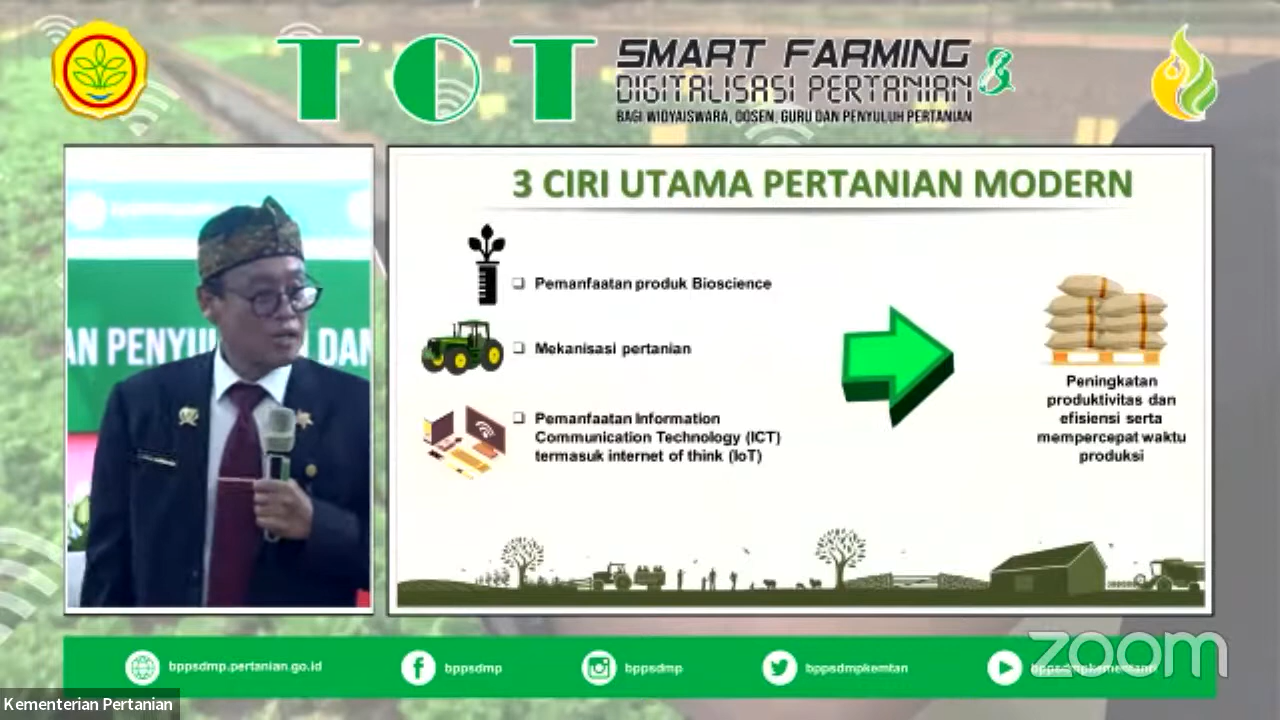 TOT
SMART FARMING &
DIGITALISASI PERTANIAN
BAGI WIDYAISWARA, DOSEN, GURU DAN PENYULUH PERTANIAN
AN PENYU
DAN
3 CIRI UTAMA PERTANIAN MODERN
Pemanfaatan produk Bioscience
Mekanisasi pertanian
Pemanfaatan Information
Communication Technology (ICT)
termasuk internet of think (IoT)
Peningkatan
produktivitas dan
efisiensi serta
mempercepat waktu
produksi
bppsdmp.pertanian.go.id
bppsdmp
bppsdmp
bppsdmpkemtan
bppsdmpkementanri
zoom
Kementerian Pertanian